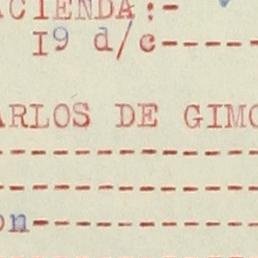 ACIENDA:-
I9 d/c-----
ARLOS DE GIMO
--------
--------
on-------